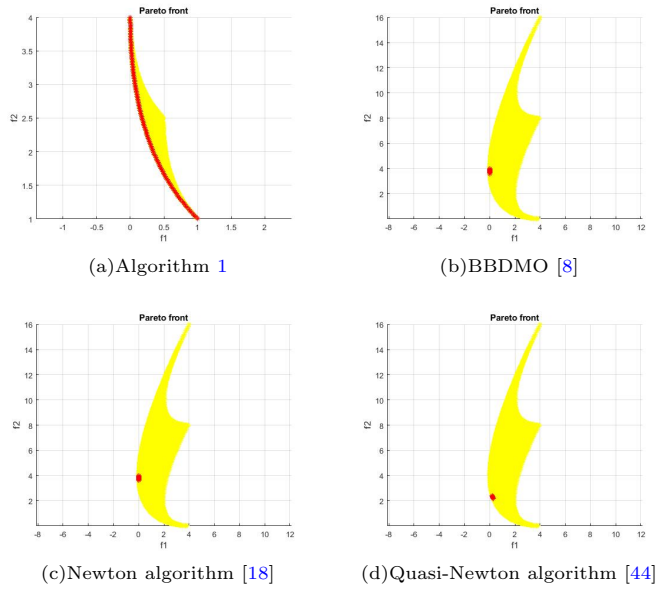 Pareto front
4
3.5
3
2.5
2
1.5
1
f2
-1 -0.5 0 0.5 1 1.5 2
f1
(a)Algorithm 1
Pareto front
16
14
12
10
8
6
4
2
f2
-8 -6 -4 -2 0 2 4 6 8 10 12
f1
(b)BBDMO [8]
Pareto front
16
14
12
10
8
6
4
2
f2
-8 -6 -4 -2 0 2 4 6 8 10 12
f1
(c)Newton algorithm [18]
Pareto front
16
14
12
10
8
6
4
2
f2
-8 -6 -4 -2 0 2 4 6 8 10 12
f1
(d)Quasi-Newton algorithm [44]